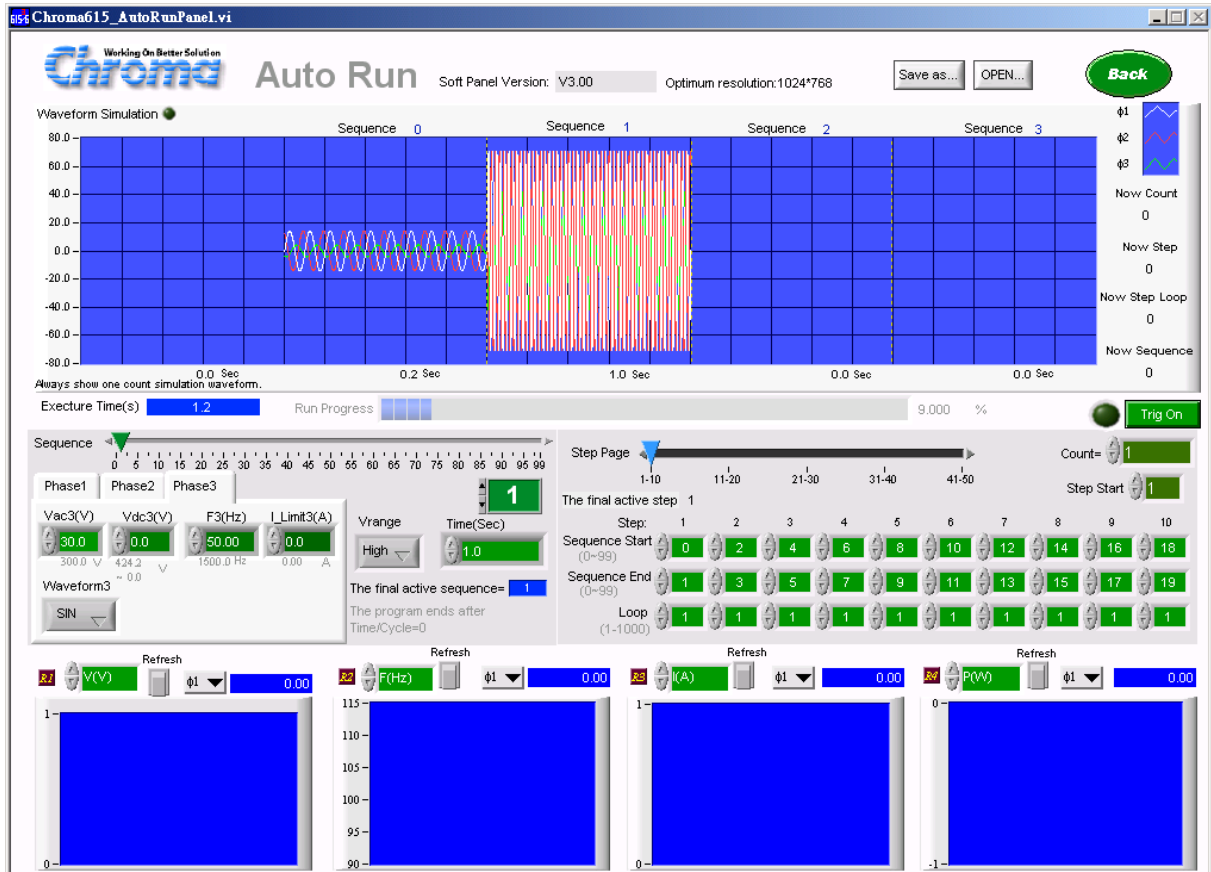 Chroma615_AutoRunPanel.vi
Working On Better Solution
Chroma
Auto Run
Soft Panel Version: V3.00
Optimum resolution:1024*768
Save as...
OPEN...
Back
Waveform Simulation
Sequence 0
Sequence 1
Sequence 2
Sequence 3
80.0
60.0
40.0
20.0
0.0
-20.0
-40.0
-60.0
-80.0
0.0 Sec
0.2 Sec
1.0 Sec
0.0 Sec
0.0 Sec
Always show one count simulation waveform.
ϕ1
ϕ2
ϕ3
Now Count
0
Now Step
0
Now Step Loop
0
Now Sequence
0
Execture Time(s) 1.2
Run Progress
9.000 %
Trig On
Sequence
0 5 10 15 20 25 30 35 40 45 50 55 60 65 70 75 80 85 90 95 99
Phase1 Phase2 Phase3
1
Vac3(V) Vdc3(V) F3(Hz) I_Limit3(A)
30.0 0.0 50.00 0.0
300.0 V 424.2 V 1500.0 Hz 0.00 A
~ 0.0
Waveform3
SIN
Vrange
High
Time(Sec)
1.0
The final active sequence= 1
The program ends after
Time/Cycle=0
Step Page
1-10 11-20 21-30 31-40 41-50
Count= 1
Step Start 1
The final active step 1
Step: 1 2 3 4 5 6 7 8 9 10
Sequence Start 0 2 4 6 8 10 12 14 16 18
(0~99)
Sequence End 1 3 5 7 9 11 13 15 17 19
(0~99)
Loop 1 1 1 1 1 1 1 1 1 1
(1-1000)
R1 V(V) Refresh ϕ1 0.00
1
0
R2 F(Hz) Refresh ϕ1 0.00
115
110
105
100
95
90
R3 I(A) Refresh ϕ1 0.00
1
0
R4 P(W) Refresh ϕ1 0.00
0
-1